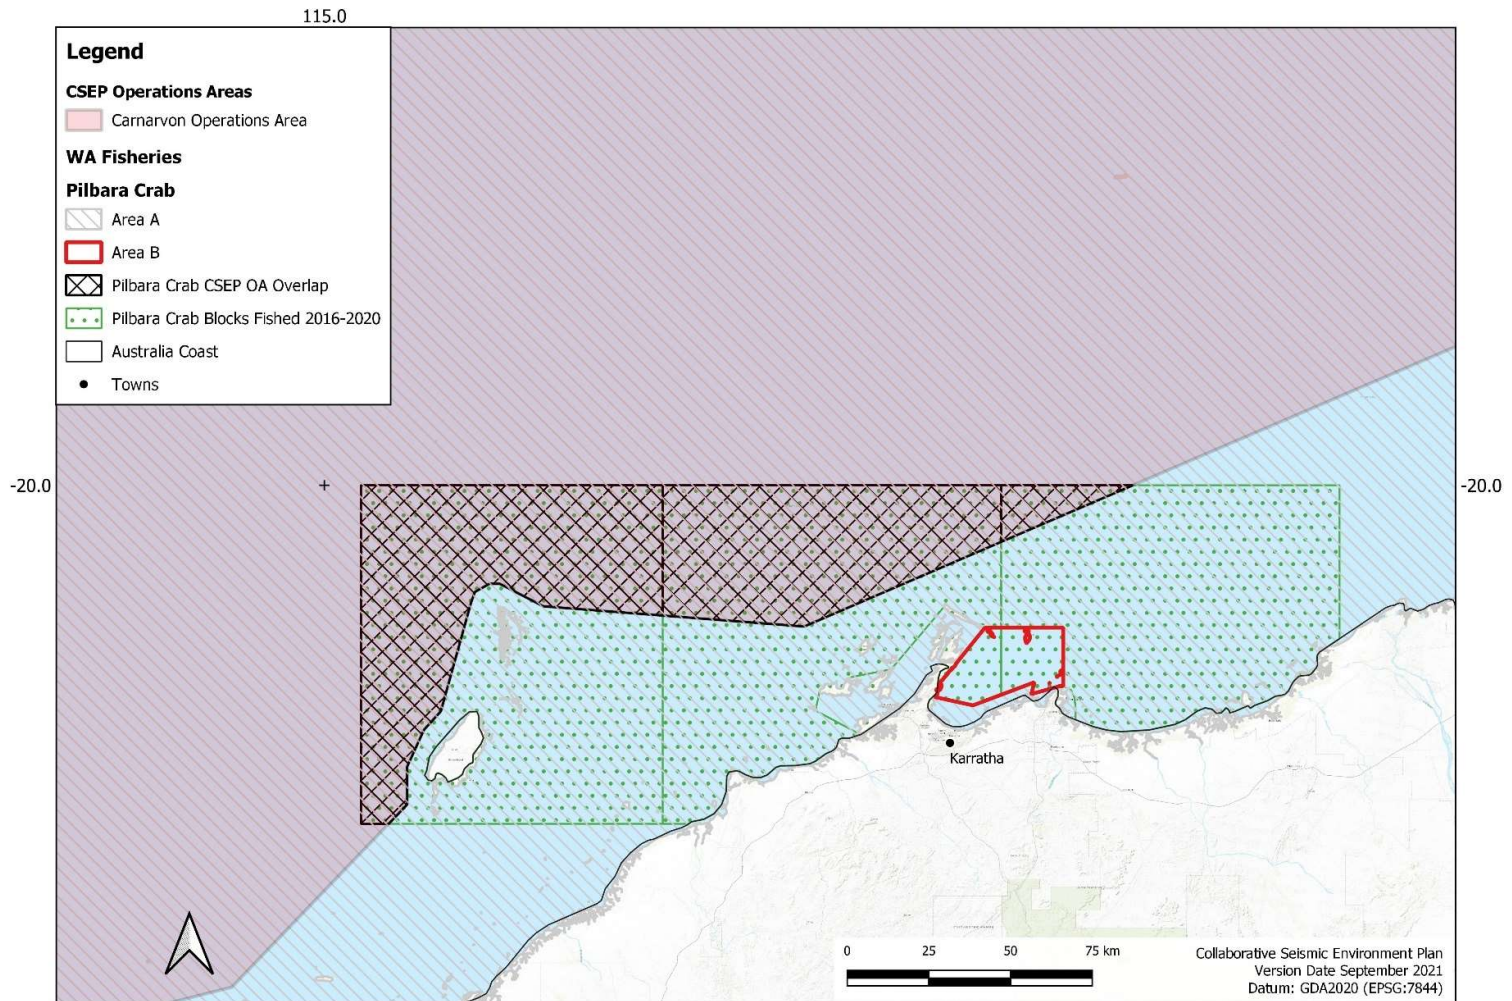 115.0
Legend
CSEP Operations Areas
Carnarvon Operations Area
WA Fisheries
Pilbara Crab
Area A
Area B
Pilbara Crab CSEP OA Overlap
Pilbara Crab Blocks Fished 2016-2020
Australia Coast
Towns
-20.0
-20.0
Karratha
0 25 50 75 km
Collaborative Seismic Environment Plan
Version Date September 2021
Datum: GDA2020 (EPSG:7844)